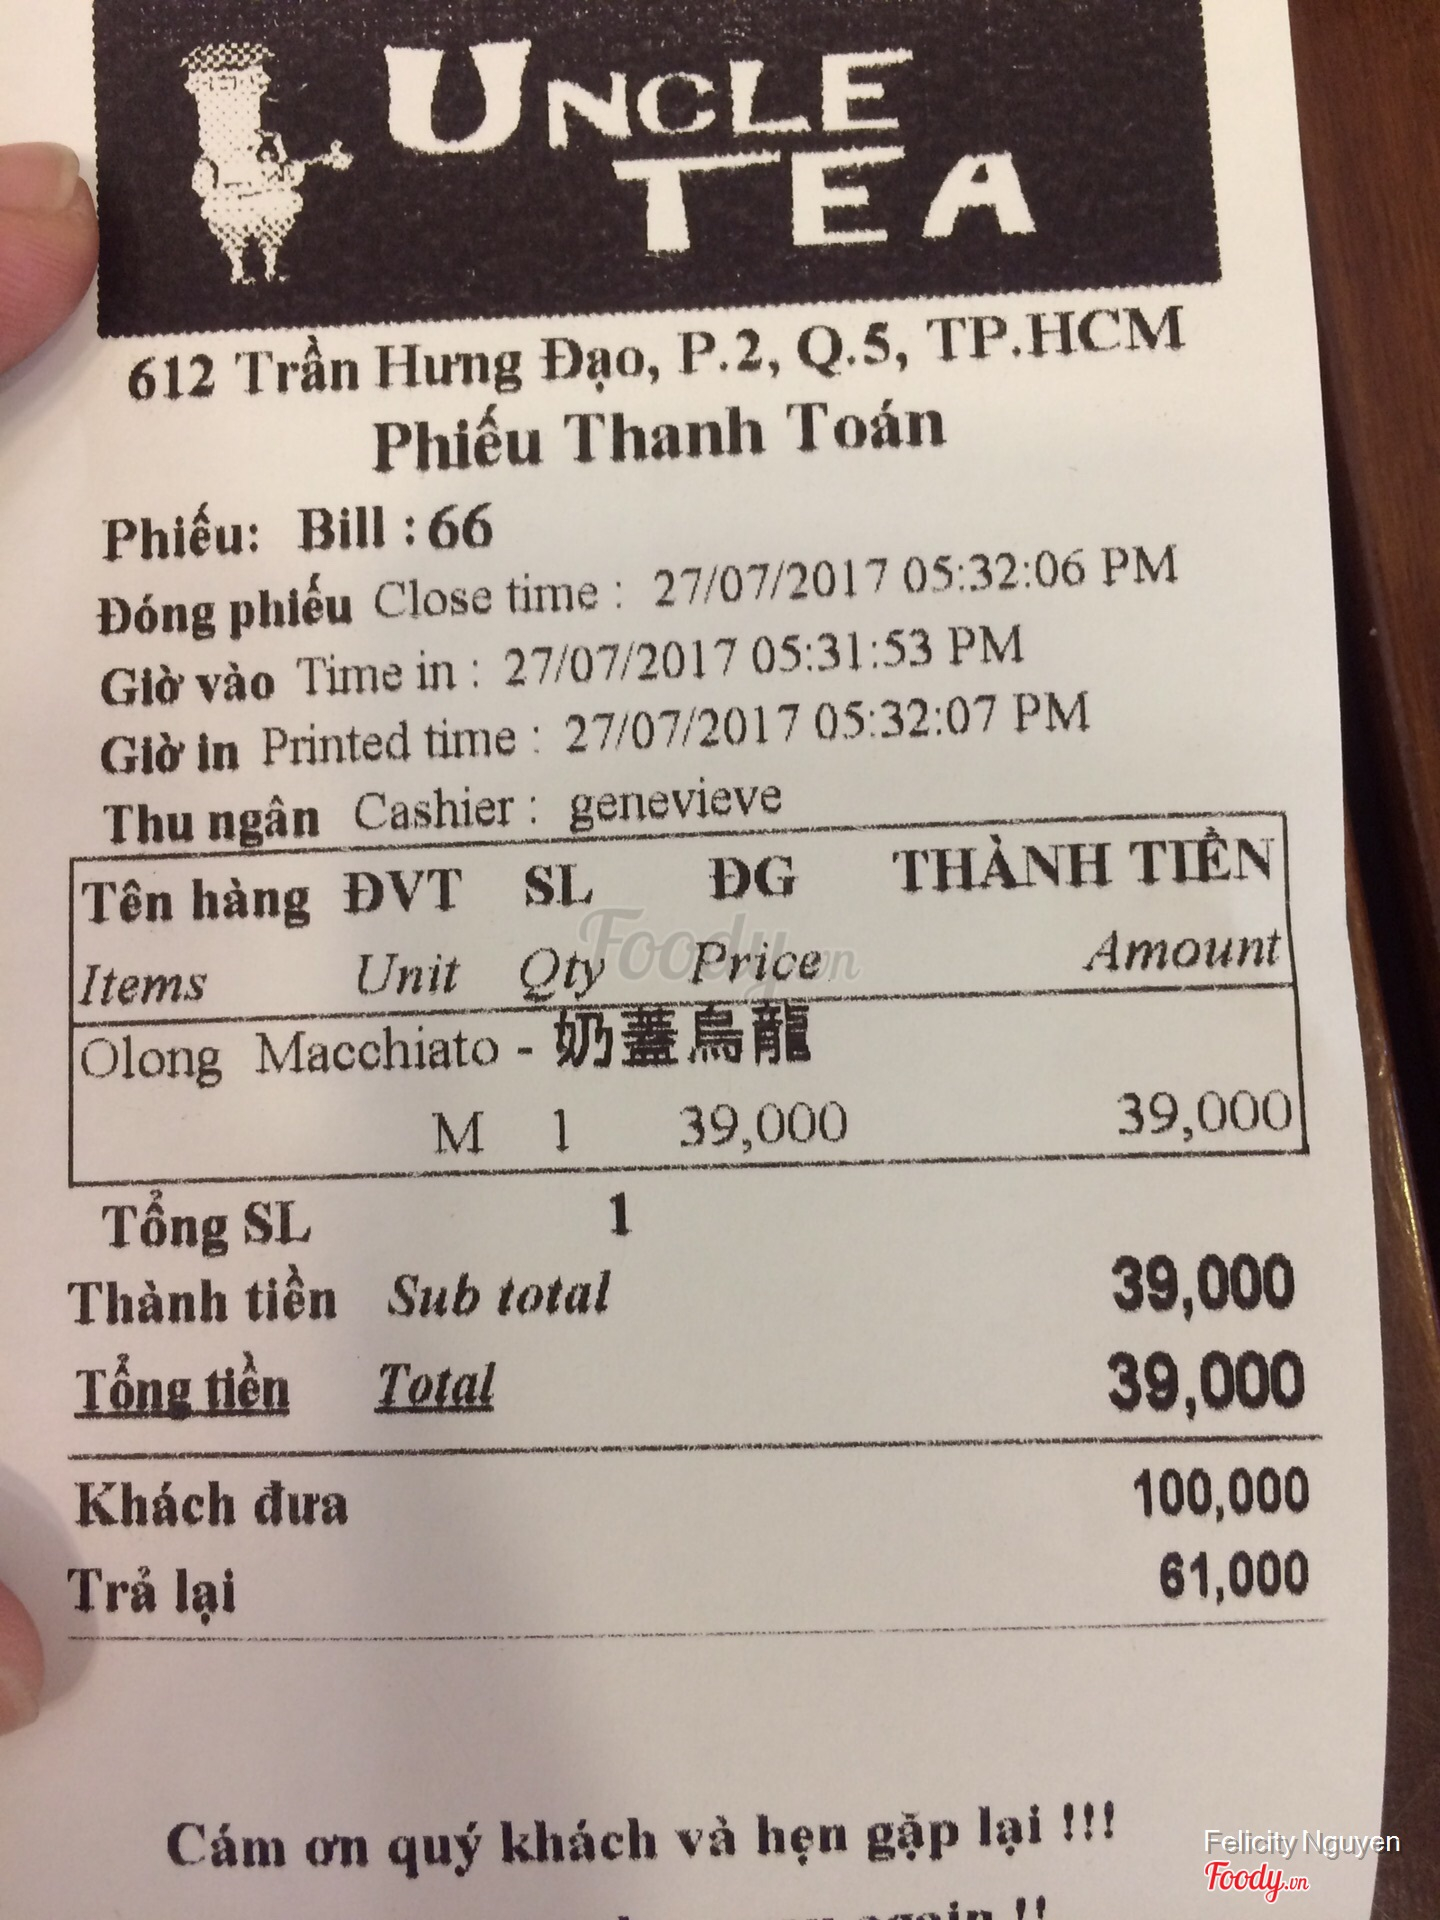 UNCLE
TEA
612 Trần Hưng Đạo, P.2, Q.5, TP.HCM
Phiếu Thanh Toán
Phiếu: Bill : 66
Đóng phiếu Close time : 27/07/2017 05:32:06 PM
Giờ vào Time in : 27/07/2017 05:31:53 PM
Giờ in Printed time : 27/07/2017 05:32:07 PM
Thu ngân Cashier : genevieve
Tên hàng ĐVT SL ĐG THÀNH TIỀN
Items Unit Qty Price Amount
Foody.vn
Olong Macchiato - 奶蓋烏龍
M 1 39,000 39,000
Tổng SL 1
Thành tiền Sub total 39,000
Tổng tiền Total 39,000
Khách đưa 100,000
Trả lại 61,000
Cám ơn quý khách và hẹn gặp lại !!!
again !!
Felicity Nguyen
Foody.vn